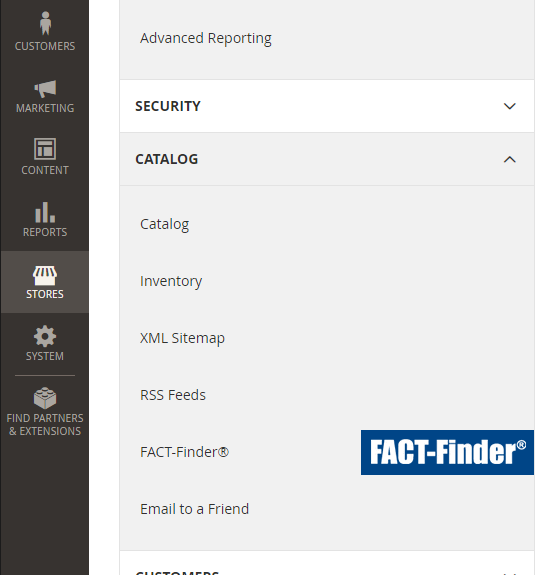 CUSTOMERS
MARKETING
CONTENT
REPORTS
STORES
SYSTEM
FIND PARTNERS
& EXTENSIONS
Advanced Reporting
SECURITY
CATALOG
Catalog
Inventory
XML Sitemap
RSS Feeds
FACT-Finder®
FACT-Finder®
Email to a Friend
CUSTOMERS